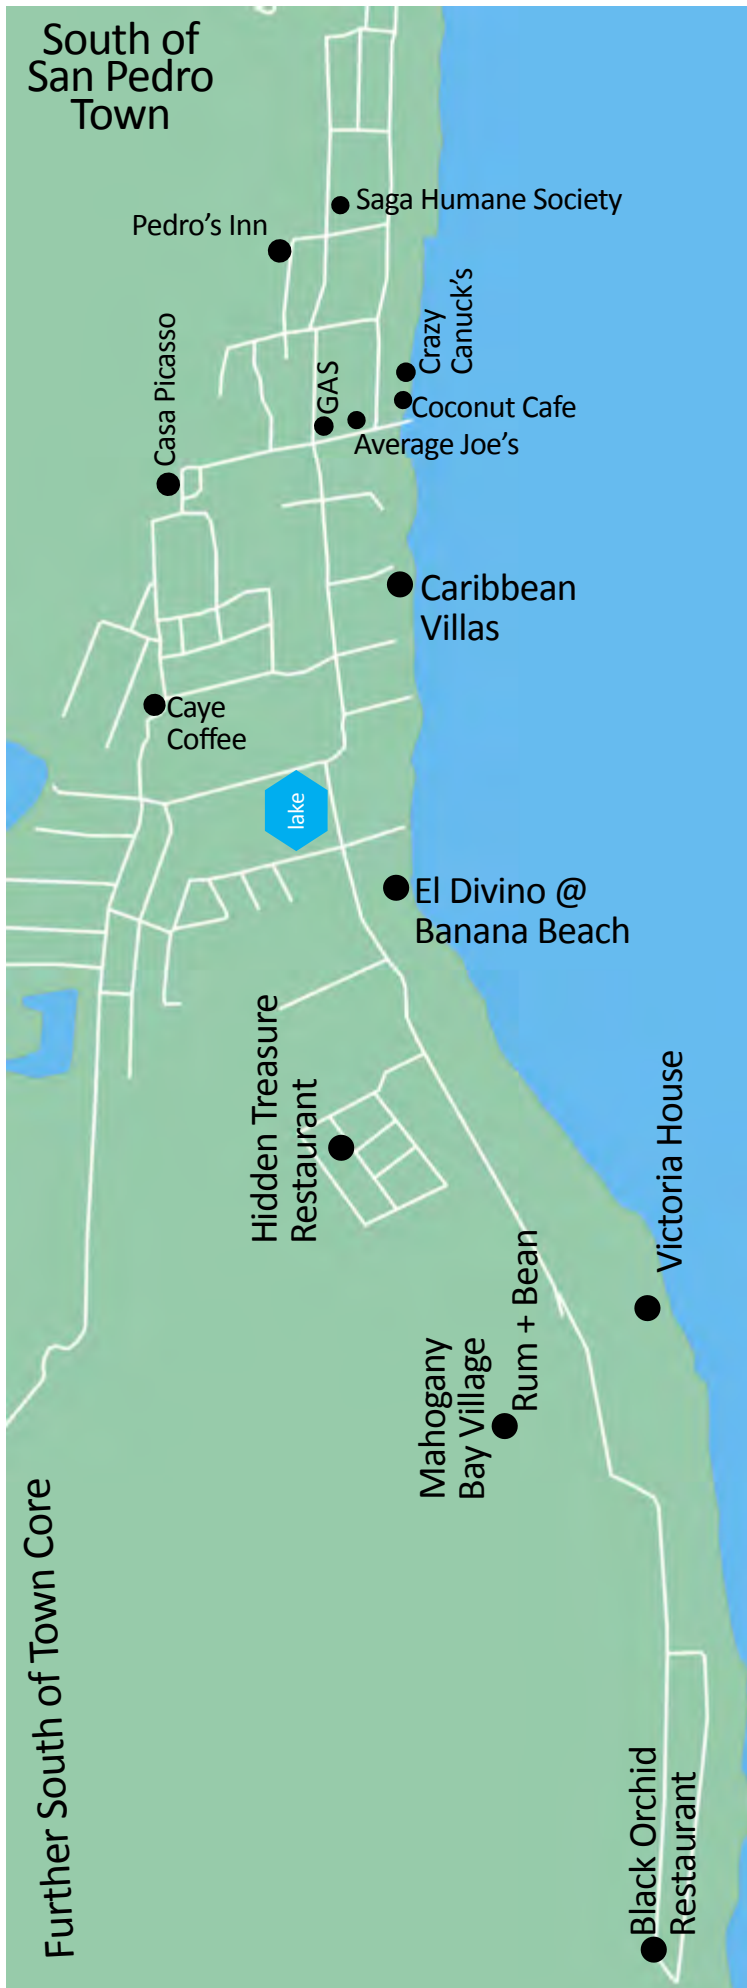 South of
San Pedro
Town
Saga Humane Society
Pedro's Inn
Crazy
Canuck's
Casa Picasso
GAS
Coconut Cafe
Average Joe's
Caribbean
Villas
Caye
Coffee
lake
El Divino @
Banana Beach
Hidden Treasure
Restaurant
Victoria House
Rum + Bean
Mahogany
Bay Village
Further South of Town Core
Black Orchid
Restaurant